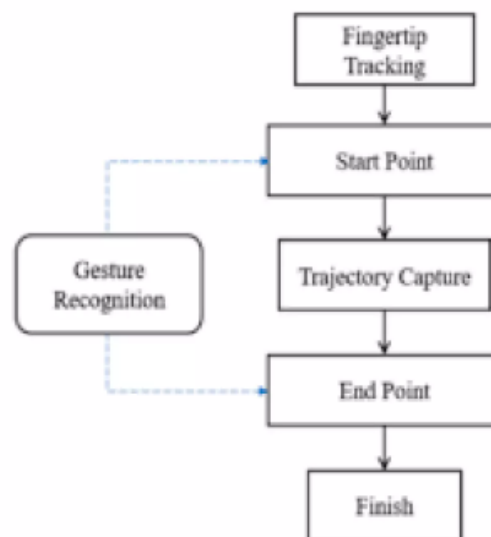 Fingertip
Tracking
Start Point
Gesture
Recognition
Trajectory Capture
End Point
Finish